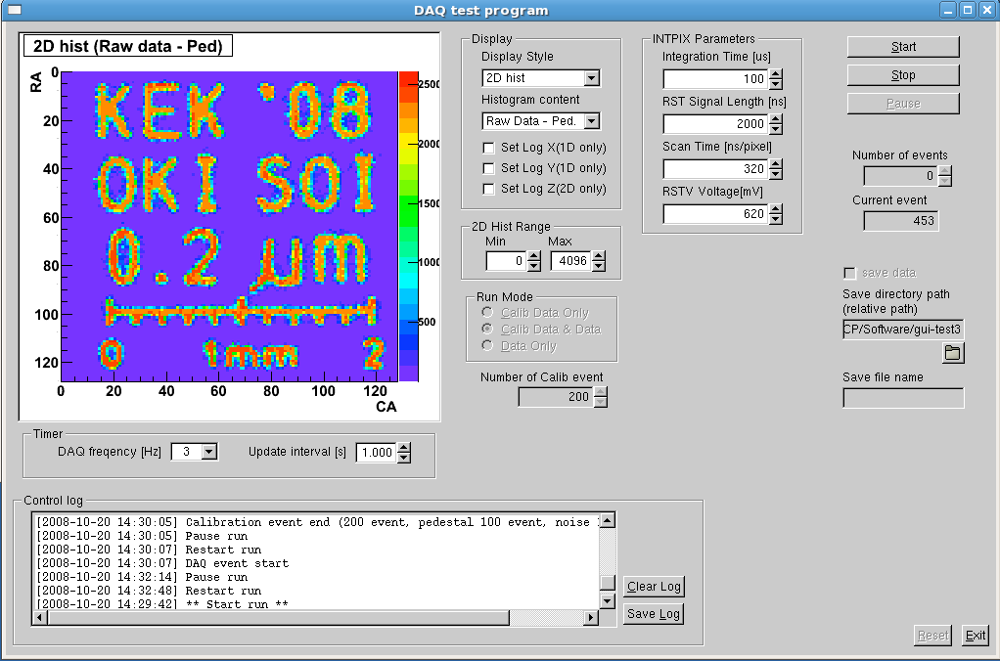 DAQ test program
2D hist (Raw data - Ped)
RA
0
20
40
60
80
100
120
0 20 40 60 80 100 120
CA
2500
2000
1500
1000
500
KEK '08
OKI SOI
0.2 µm
0 1mm 2
Display
Display Style
2D hist
Histogram content
Raw Data - Ped.
Set Log X(1D only)
Set Log Y(1D only)
Set Log Z(2D only)
2D Hist Range
Min Max
0 4096
Run Mode
Calib Data Only
Calib Data & Data
Data Only
Number of Calib event
200
INTPIX Parameters
Integration Time [us]
100
RST Signal Length [ns]
2000
Scan Time [ns/pixel]
320
RSTV Voltage[mV]
620
Start
Stop
Pause
Number of events
0
Current event
453
save data
Save directory path
(relative path)
CP/Software/gui-test3
Save file name
Timer
DAQ freqency [Hz] 3 Update interval [s] 1.000
Control log
[2008-10-20 14:30:05] Calibration event end (200 event, pedestal 100 event, noise
[2008-10-20 14:30:05] Pause run
[2008-10-20 14:30:07] Restart run
[2008-10-20 14:30:07] DAQ event start
[2008-10-20 14:32:14] Pause run
[2008-10-20 14:32:48] Restart run
[2008-10-20 14:29:42] ** Start run **
Clear Log
Save Log
Reset Exit